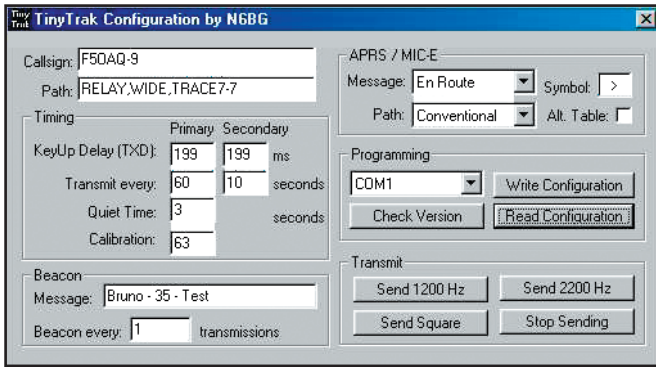 Tiny Trak TinyTrak Configuration by N6BG
Callsign: F5OAQ-9
Path: RELAY,WIDE,TRACE7-7
Timing
Primary Secondary
KeyUp Delay (TXD): 199 199 ms
Transmit every: 60 10 seconds
Quiet Time: 3 seconds
Calibration: 63
Beacon
Message: Bruno - 35 - Test
Beacon every: 1 transmissions
APRS / MIC-E
Message: En Route Symbol: >
Path: Conventional Alt. Table:
Programming
COM1 Write Configuration
Check Version Read Configuration
Transmit
Send 1200 Hz Send 2200 Hz
Send Square Stop Sending